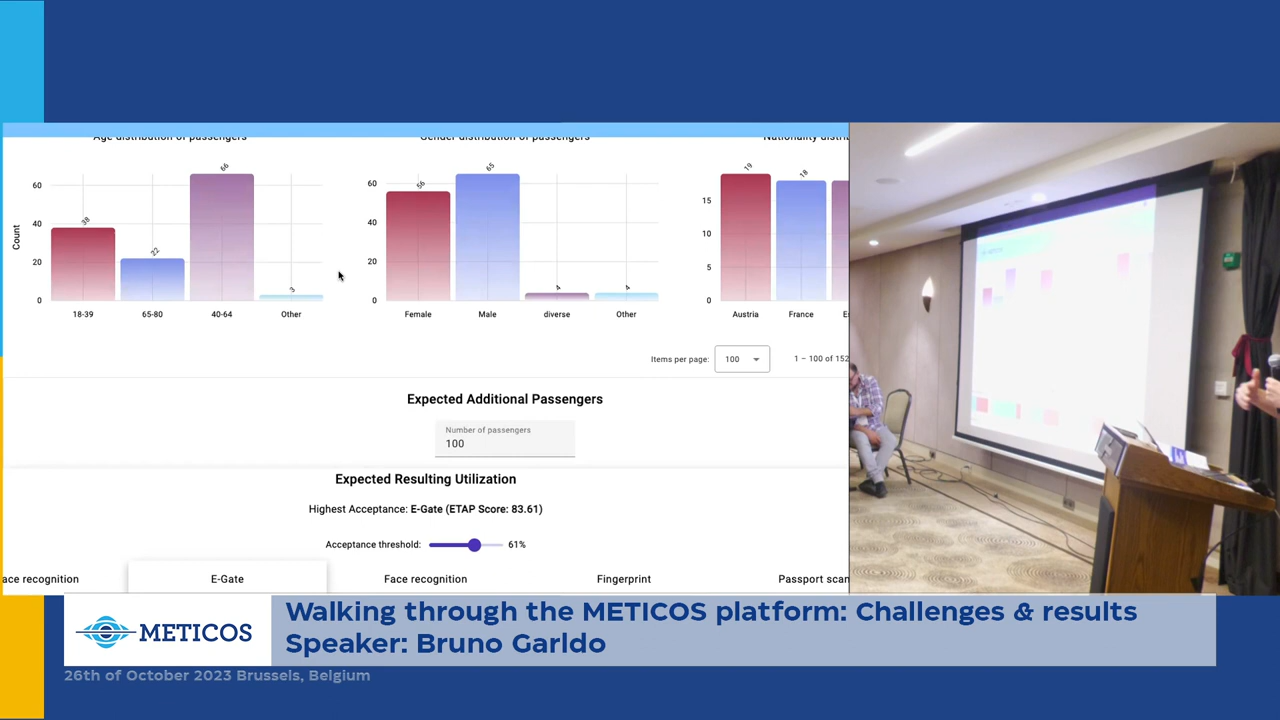 Age distribution of passengers
Gender distribution of passengers
Nationality distri
Count
60
40
20
0
38
22
66
3
18-39
65-80
40-64
Other
60
40
20
0
56
65
4
4
Female
Male
diverse
Other
15
10
5
0
19
18
Austria
France
Es
Items per page:
100
1 – 100 of 152
Expected Additional Passengers
Number of passengers
100
Expected Resulting Utilization
Highest Acceptance: E-Gate (ETAP Score: 83.61)
Acceptance threshold:
61%
ace recognition
E-Gate
Face recognition
Fingerprint
Passport scan
METICOS
Walking through the METICOS platform: Challenges & results
Speaker: Bruno Garldo
26th of October 2023 Brussels, Belgium